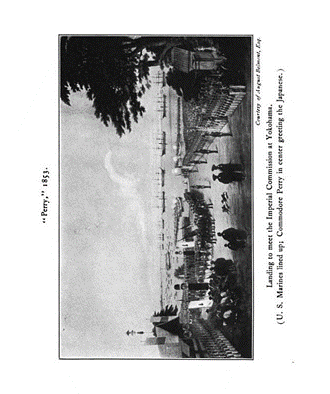 "Perry," 1853.
Courtesy of August Belmont, Esq.
Landing to meet the Imperial Commission at Yokohama.
(U. S. Marines lined up; Commodore Perry in center greeting the Japanese.)